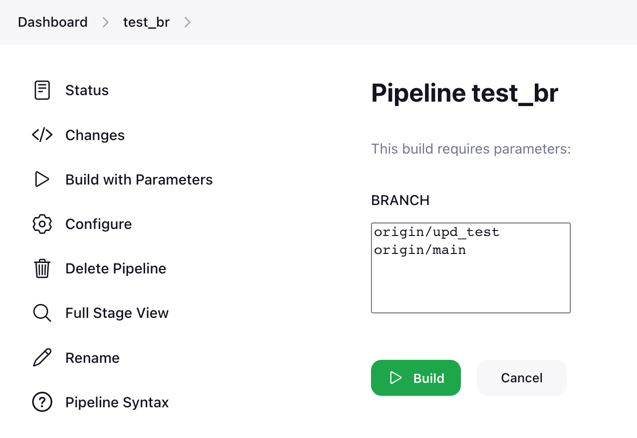 Dashboard > test_br >
Status
Changes
Build with Parameters
Configure
Delete Pipeline
Full Stage View
Rename
Pipeline Syntax
Pipeline test_br
This build requires parameters:
BRANCH
origin/upd_test
origin/main
Build Cancel